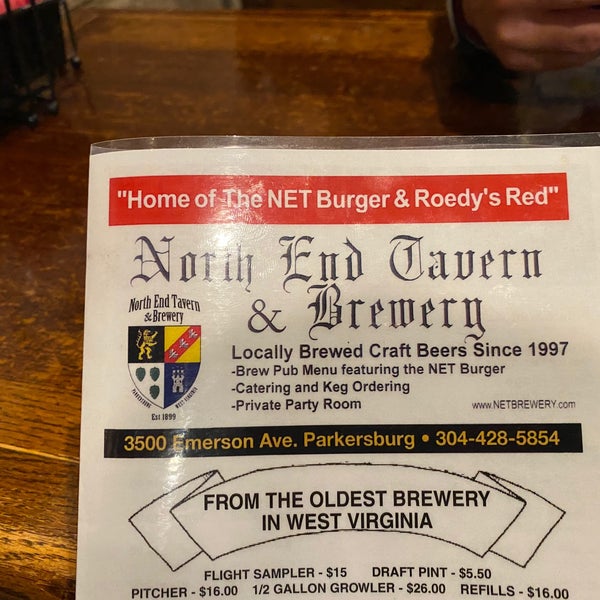 "Home of The NET Burger & Roedy's Red"
North End Tavern
& Brewery
North End Tavern
& Brewery
PARKERSBURG WEST VIRGINIA
Est 1899
Locally Brewed Craft Beers Since 1997
-Brew Pub Menu featuring the NET Burger
-Catering and Keg Ordering
-Private Party Room
www.NETBREWERY.com
3500 Emerson Ave. Parkersburg • 304-428-5854
FROM THE OLDEST BREWERY
IN WEST VIRGINIA
FLIGHT SAMPLER - $15 DRAFT PINT - $5.50
PITCHER - $16.00 1/2 GALLON GROWLER - $26.00 REFILLS - $16.00